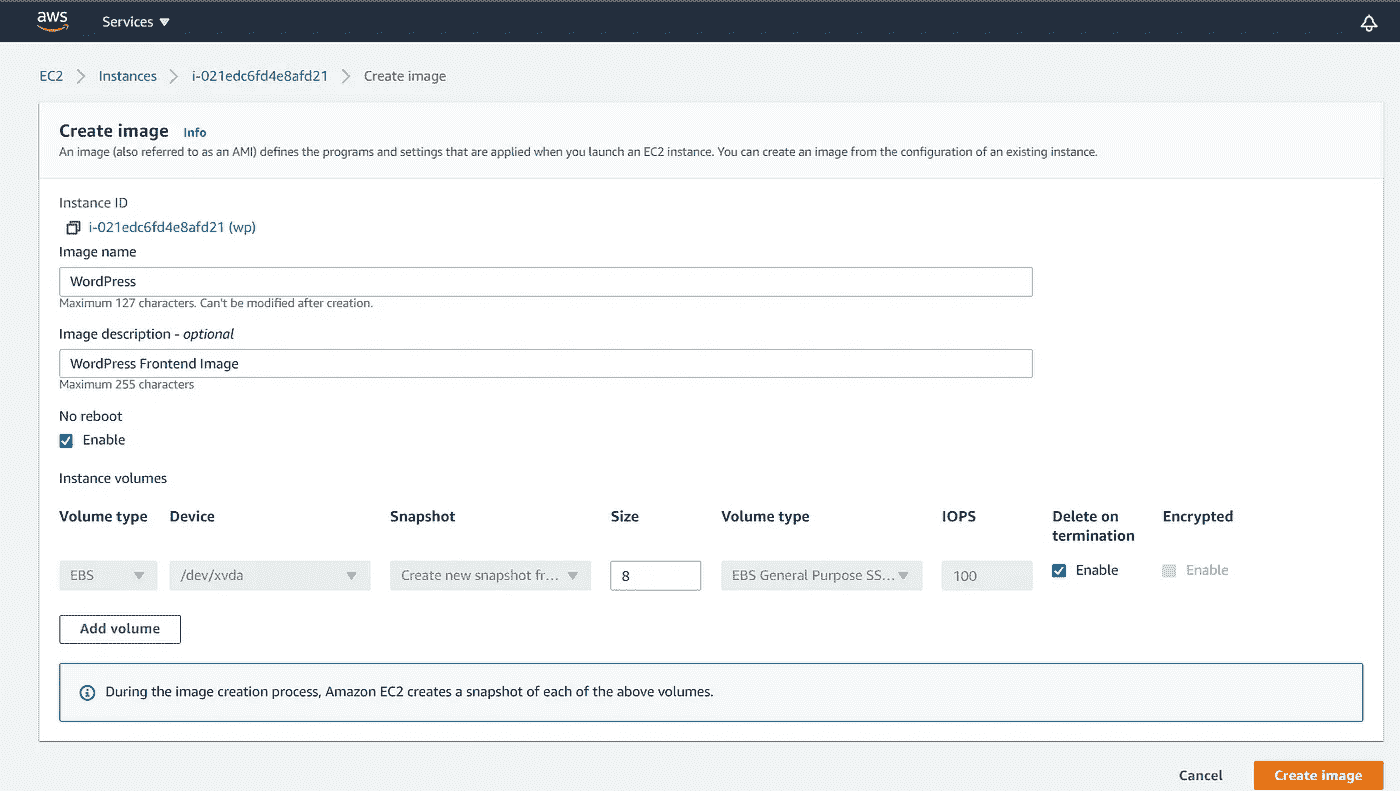 aws Services
EC2 Instances i-021edc6fd4e8afd21 Create image
Create image Info
An image (also referred to as an AMI) defines the programs and settings that are applied when you launch an EC2 instance. You can create an image from the configuration of an existing instance.
Instance ID
i-021edc6fd4e8afd21 (wp)
Image name
WordPress
Maximum 127 characters. Can't be modified after creation.
Image description - optional
WordPress Frontend Image
Maximum 255 characters
No reboot
Enable
Instance volumes
Volume type Device Snapshot Size Volume type IOPS Delete on termination Encrypted
EBS /dev/xvda Create new snapshot fr... 8 EBS General Purpose SS... 100 Enable Enable
Add volume
During the image creation process, Amazon EC2 creates a snapshot of each of the above volumes.
Cancel Create image